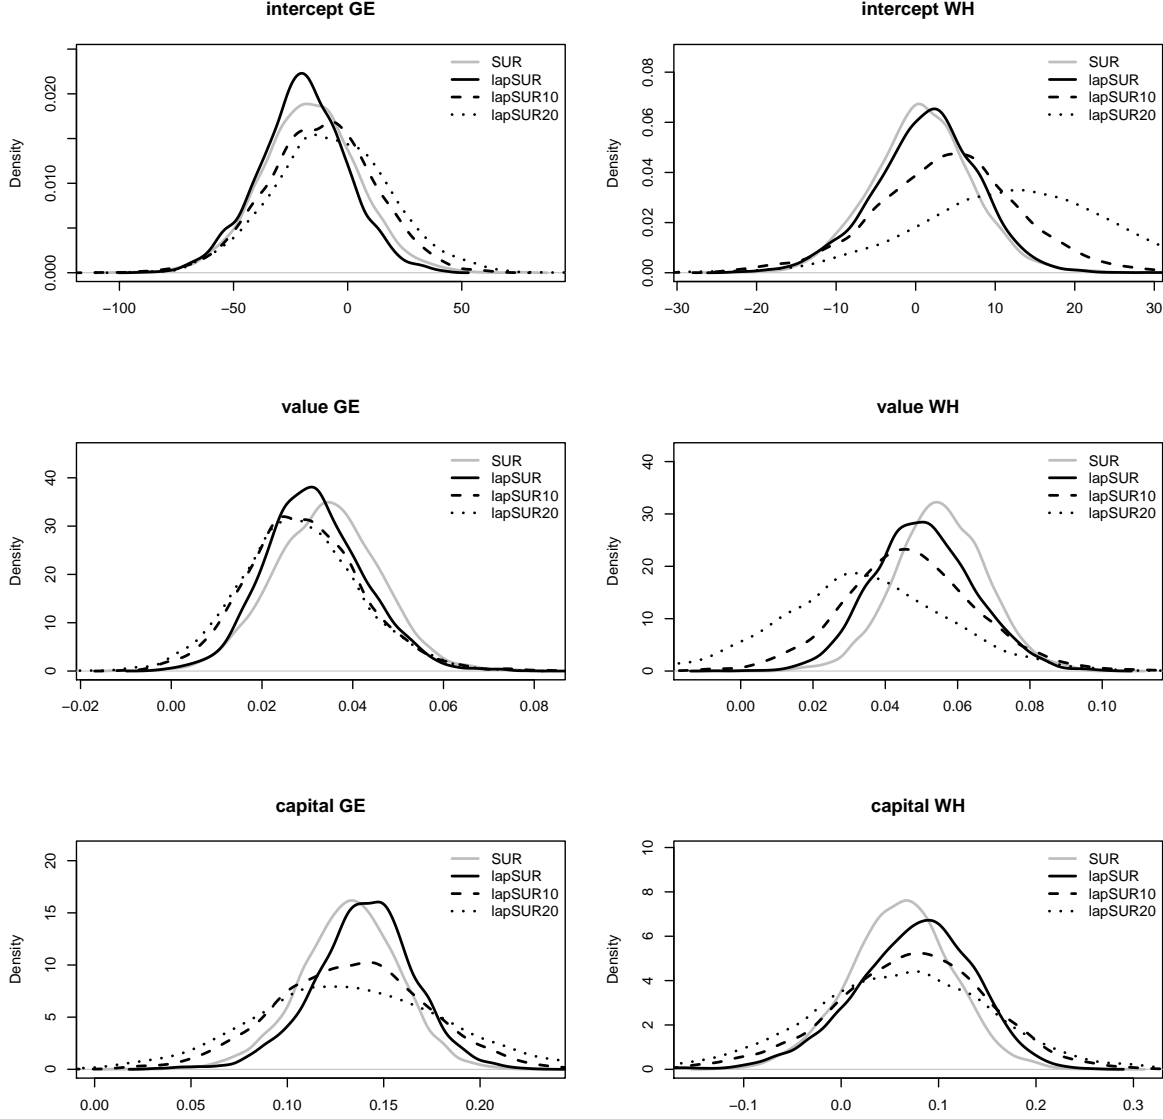 intercept GE
Density
0.000
0.010
0.020
−100
−50
0
50
SUR
lapSUR
lapSUR10
lapSUR20
intercept WH
Density
0.00
0.02
0.04
0.06
0.08
−30
−20
−10
0
10
20
30
SUR
lapSUR
lapSUR10
lapSUR20
value GE
Density
0
10
20
30
40
−0.02
0.00
0.02
0.04
0.06
0.08
SUR
lapSUR
lapSUR10
lapSUR20
value WH
Density
0
10
20
30
40
0.00
0.02
0.04
0.06
0.08
0.10
SUR
lapSUR
lapSUR10
lapSUR20
capital GE
Density
0
5
10
15
20
0.00
0.05
0.10
0.15
0.20
SUR
lapSUR
lapSUR10
lapSUR20
capital WH
Density
0
2
4
6
8
10
−0.1
0.0
0.1
0.2
0.3
SUR
lapSUR
lapSUR10
lapSUR20